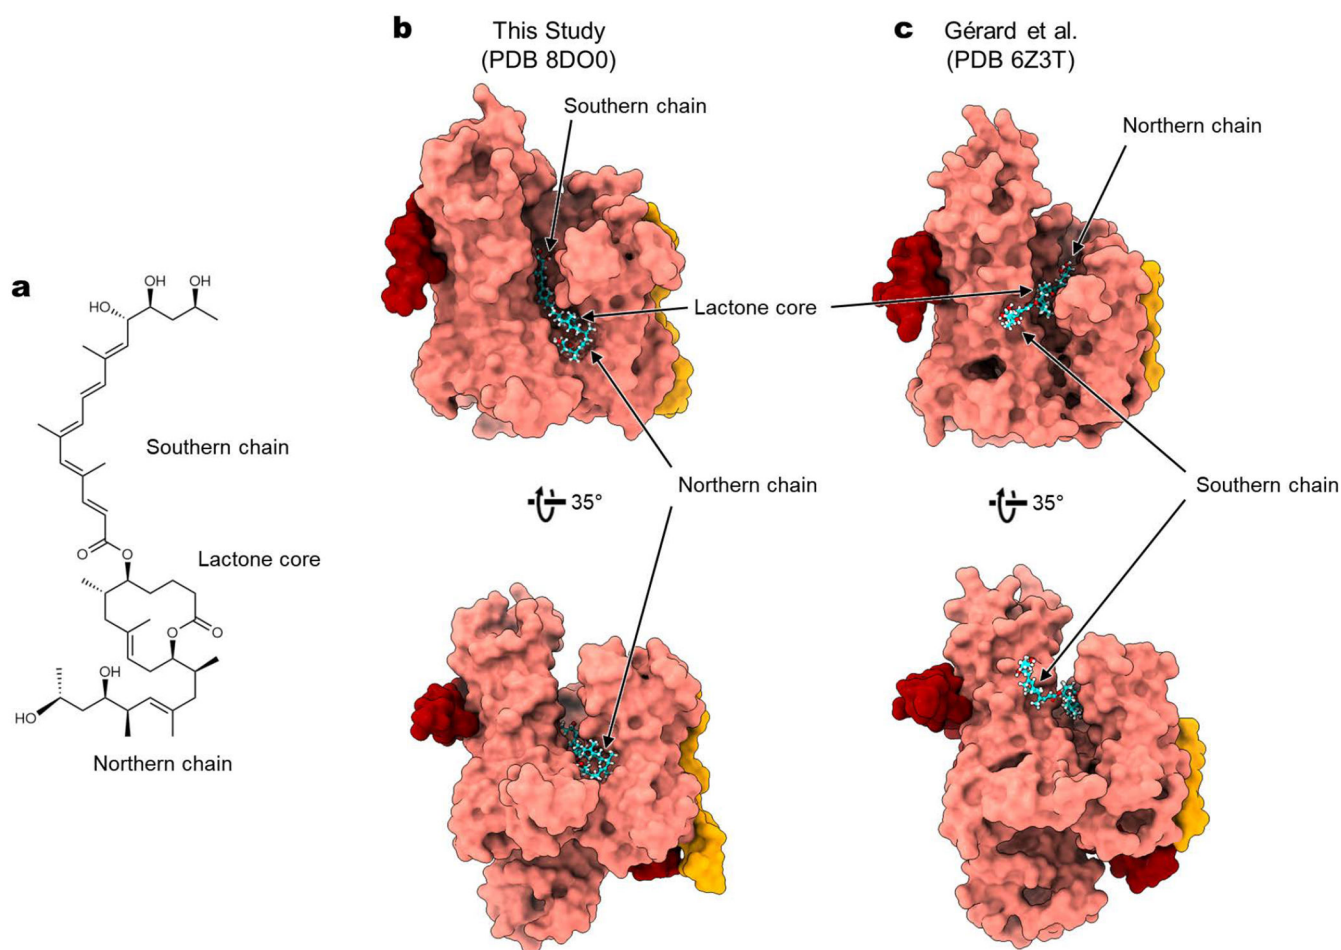 b
This Study
(PDB 8DO0)
c
Gérard et al.
(PDB 6Z3T)
Southern chain
Northern chain
a
OH
OH
HO
Lactone core
Southern chain
Northern chain
Southern chain
35°
35°
O
O
Lactone core
O
O
OH
HO
Northern chain